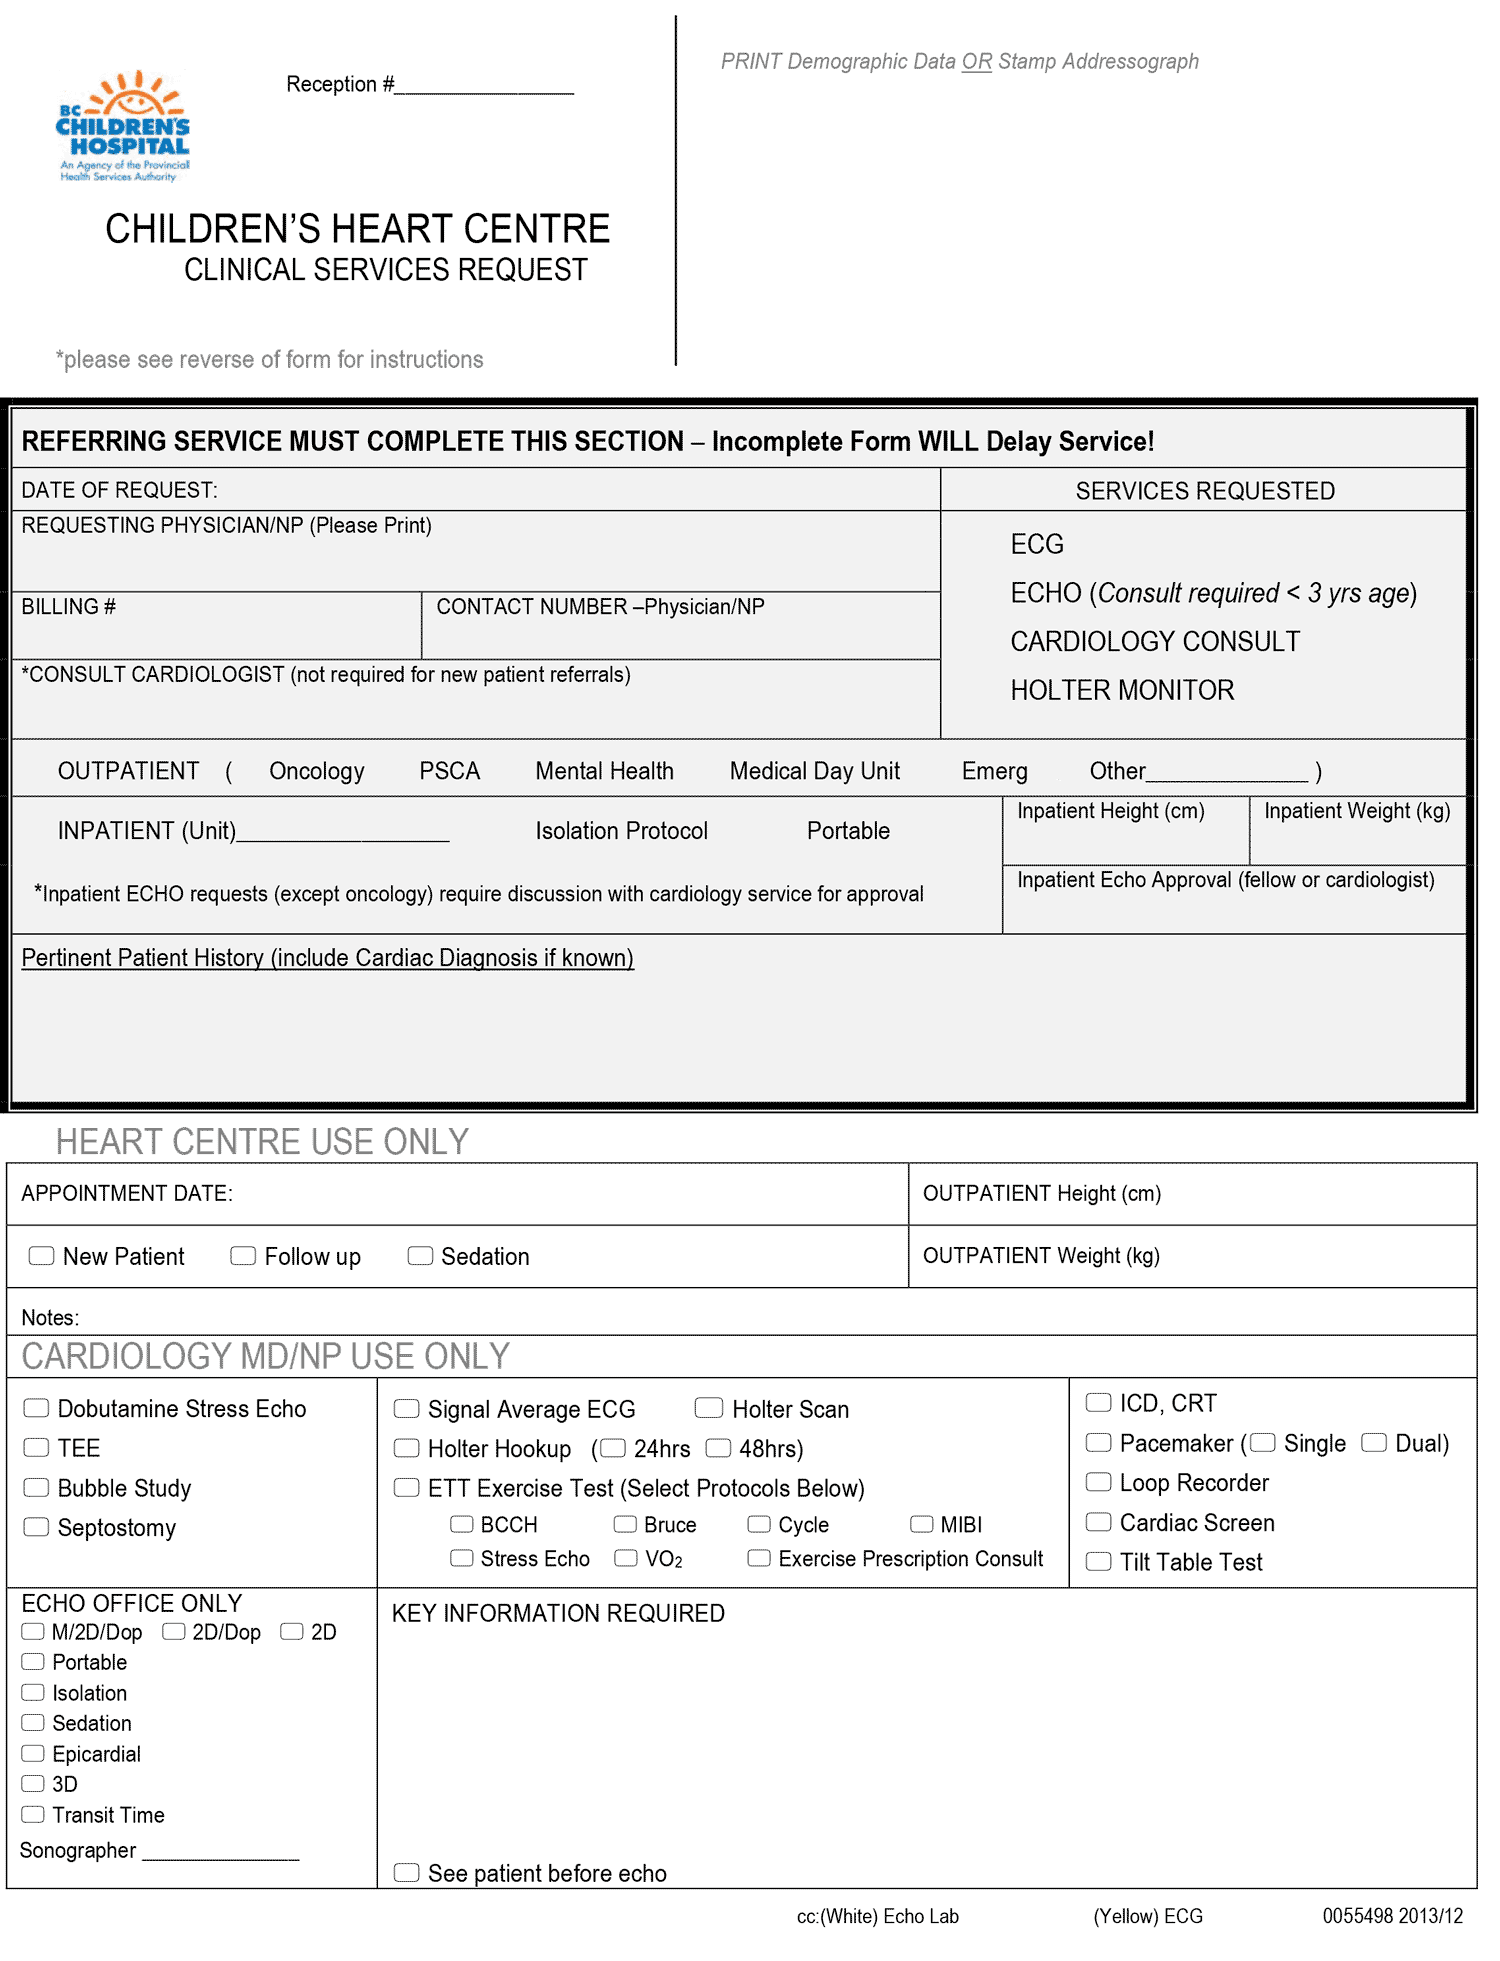 PRINT Demographic Data OR Stamp Addressograph
Reception #_______________
BC
CHILDREN'S
HOSPITAL
An Agency of the Provincial
Health Services Authority
CHILDREN'S HEART CENTRE
CLINICAL SERVICES REQUEST
*please see reverse of form for instructions
REFERRING SERVICE MUST COMPLETE THIS SECTION – Incomplete Form WILL Delay Service!
DATE OF REQUEST:
SERVICES REQUESTED
REQUESTING PHYSICIAN/NP (Please Print)
ECG
ECHO (Consult required < 3 yrs age)
CARDIOLOGY CONSULT
HOLTER MONITOR
BILLING #
CONTACT NUMBER –Physician/NP
*CONSULT CARDIOLOGIST (not required for new patient referrals)
OUTPATIENT ( Oncology PSCA Mental Health Medical Day Unit Emerg Other_____________ )
INPATIENT (Unit)_________________ Isolation Protocol Portable
Inpatient Height (cm)
Inpatient Weight (kg)
*Inpatient ECHO requests (except oncology) require discussion with cardiology service for approval
Inpatient Echo Approval (fellow or cardiologist)
Pertinent Patient History (include Cardiac Diagnosis if known)
HEART CENTRE USE ONLY
APPOINTMENT DATE:
OUTPATIENT Height (cm)
New Patient Follow up Sedation
OUTPATIENT Weight (kg)
Notes:
CARDIOLOGY MD/NP USE ONLY
Dobutamine Stress Echo
TEE
Bubble Study
Septostomy
Signal Average ECG Holter Scan
Holter Hookup ( 24hrs 48hrs)
ETT Exercise Test (Select Protocols Below)
BCCH Bruce Cycle MIBI
Stress Echo VO2 Exercise Prescription Consult
ICD, CRT
Pacemaker ( Single Dual)
Loop Recorder
Cardiac Screen
Tilt Table Test
ECHO OFFICE ONLY
M/2D/Dop 2D/Dop 2D
Portable
Isolation
Sedation
Epicardial
3D
Transit Time
Sonographer _____________
KEY INFORMATION REQUIRED
See patient before echo
cc:(White) Echo Lab (Yellow) ECG 0055498 2013/12